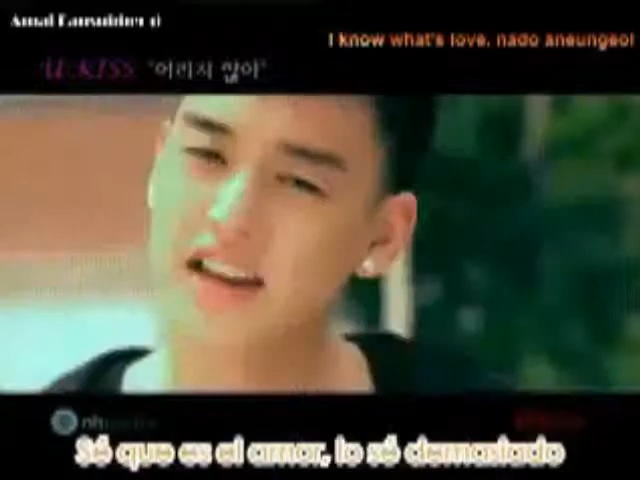 I know what's love, nado aneungeol
U-KISS "어리지 않아"
nh
Sé que es el amor, lo sé demasiado